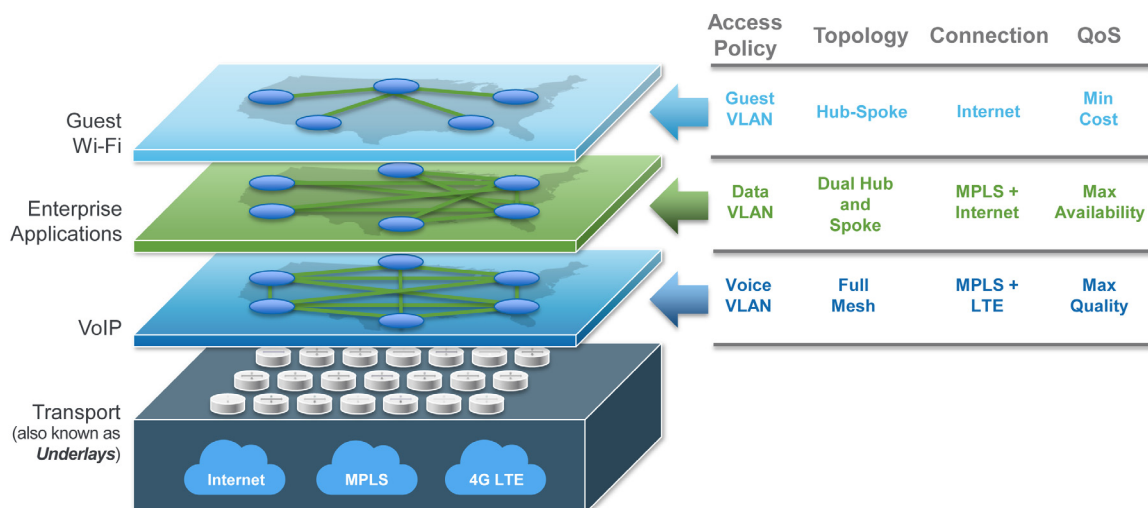 Access
Policy
Topology
Connection
QoS
Guest
Wi-Fi
Guest
VLAN
Hub-Spoke
Internet
Min
Cost
Enterprise
Applications
Data
VLAN
Dual Hub
and
Spoke
MPLS +
Internet
Max
Availability
VoIP
Voice
VLAN
Full
Mesh
MPLS +
LTE
Max
Quality
Transport
(also known as
Underlays)
Internet
MPLS
4G LTE